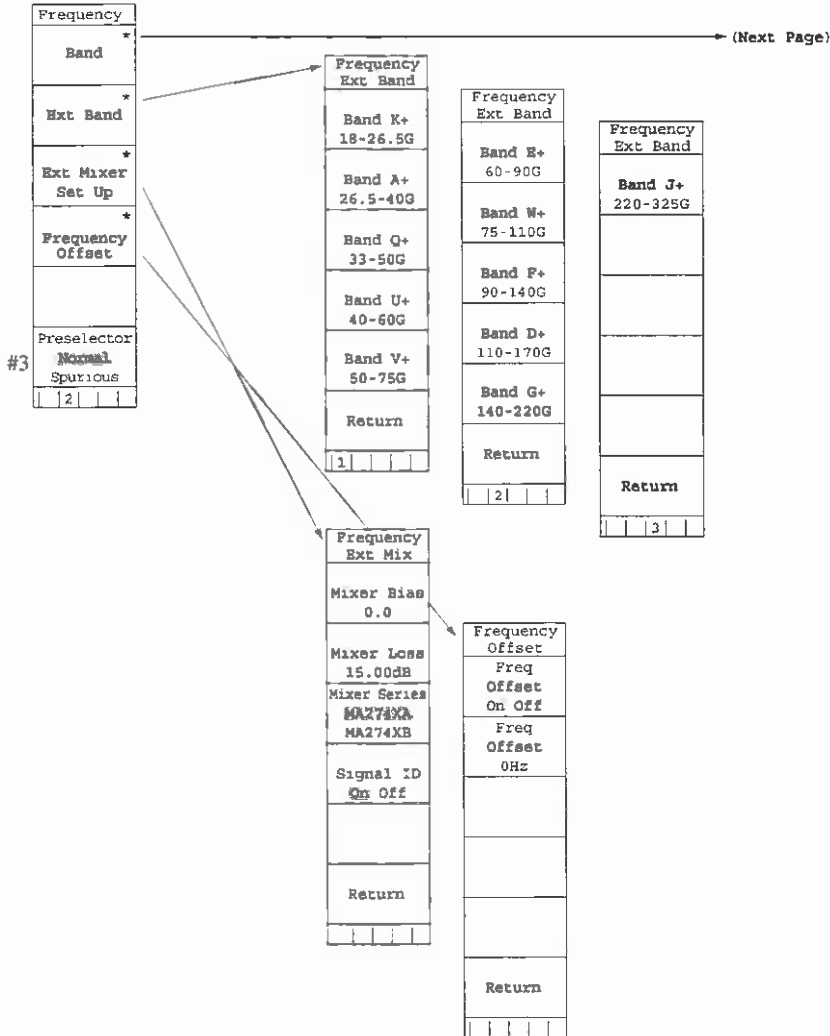 Frequency
*
Band
(Next Page)
*
Ext Band
*
Ext Mixer
Set Up
*
Frequency
Offset
#3
Preselector
Normal
Spurious
2
Frequency
Ext Band
Band K+
18-26.5G
Band A+
26.5-40G
Band Q+
33-50G
Band U+
40-60G
Band V+
50-75G
Return
1
Frequency
Ext Band
Band E+
60-90G
Band W+
75-110G
Band F+
90-140G
Band D+
110-170G
Band G+
140-220G
Return
2
Frequency
Ext Band
Band J+
220-325G
Return
3
Frequency
Ext Mix
Mixer Bias
0.0
Mixer Loss
15.00dB
Mixer Series
MA274XA
MA274XB
Signal ID
On Off
Return
Frequency
Offset
Freq
Offset
On Off
Freq
Offset
0Hz
Return